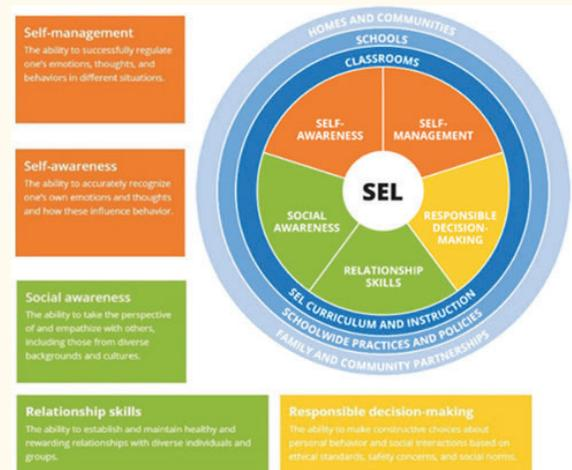 Self-management
The ability to successfully regulate
one's emotions, thoughts, and
behaviors in different situations.
Self-awareness
The ability to accurately recognize
one's own emotions and thoughts
and how these influence behavior.
Social awareness
The ability to take the perspective
of and empathize with others,
including those from diverse
backgrounds and cultures.
Relationship skills
The ability to establish and maintain healthy and
rewarding relationships with diverse individuals and
groups.
Responsible decision-making
The ability to make constructive choices about
personal behavior and social interactions based on
ethical standards, safety concerns, and social norms.
HOMES AND COMMUNITIES
SCHOOLS
CLASSROOMS
SELF-
AWARENESS
SELF-
MANAGEMENT
SEL
SOCIAL
AWARENESS
RESPONSIBLE
DECISION-
MAKING
RELATIONSHIP
SKILLS
SEL CURRICULUM AND INSTRUCTION
SCHOOLWIDE PRACTICES AND POLICIES
FAMILY AND COMMUNITY PARTNERSHIPS